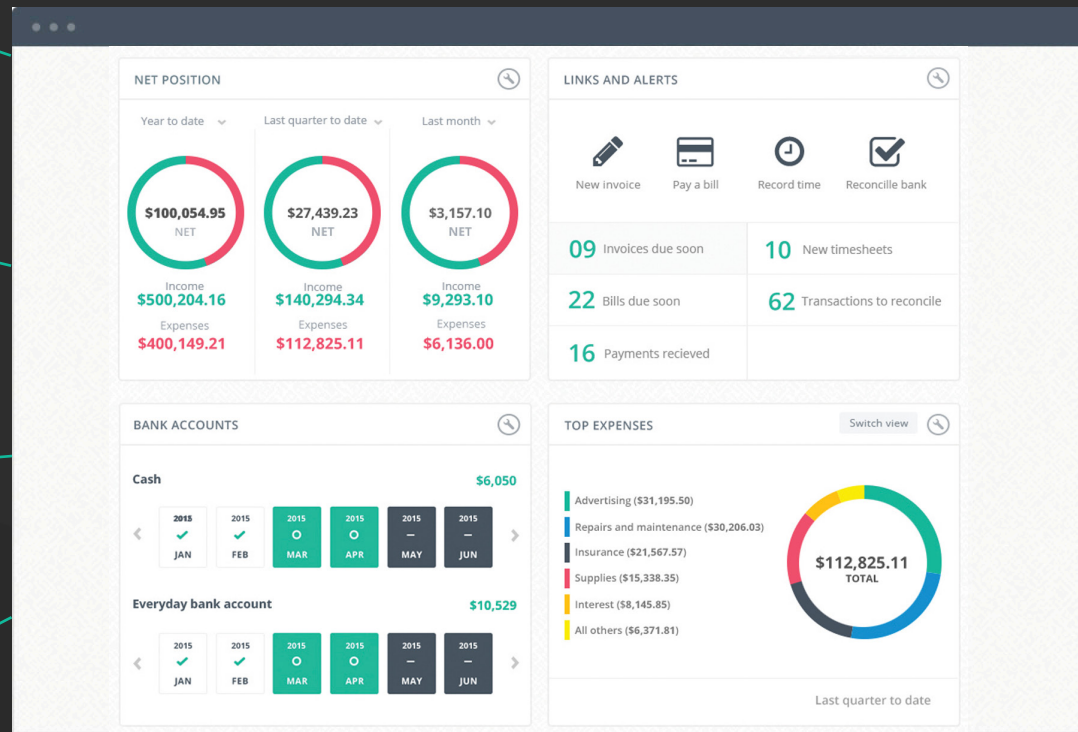 NET POSITION
Year to date
Last quarter to date
Last month
$100,054.95
NET
$27,439.23
NET
$3,157.10
NET
Income
$500,204.16
Expenses
$400,149.21
Income
$140,294.34
Expenses
$112,825.11
Income
$9,293.10
Expenses
$6,136.00
LINKS AND ALERTS
New invoice
Pay a bill
Record time
Reconcille bank
09 Invoices due soon
10 New timesheets
22 Bills due soon
62 Transactions to reconcile
16 Payments recieved
BANK ACCOUNTS
Cash
$6,050
2015
JAN
2015
FEB
2015
MAR
2015
APR
2015
MAY
2015
JUN
Everyday bank account
$10,529
2015
JAN
2015
FEB
2015
MAR
2015
APR
2015
MAY
2015
JUN
TOP EXPENSES
Switch view
Advertising ($31,195.50)
Repairs and maintenance ($30,206.03)
Insurance ($21,567.57)
Supplies ($15,338.35)
Interest ($8,145.85)
All others ($6,371.81)
$112,825.11
TOTAL
Last quarter to date